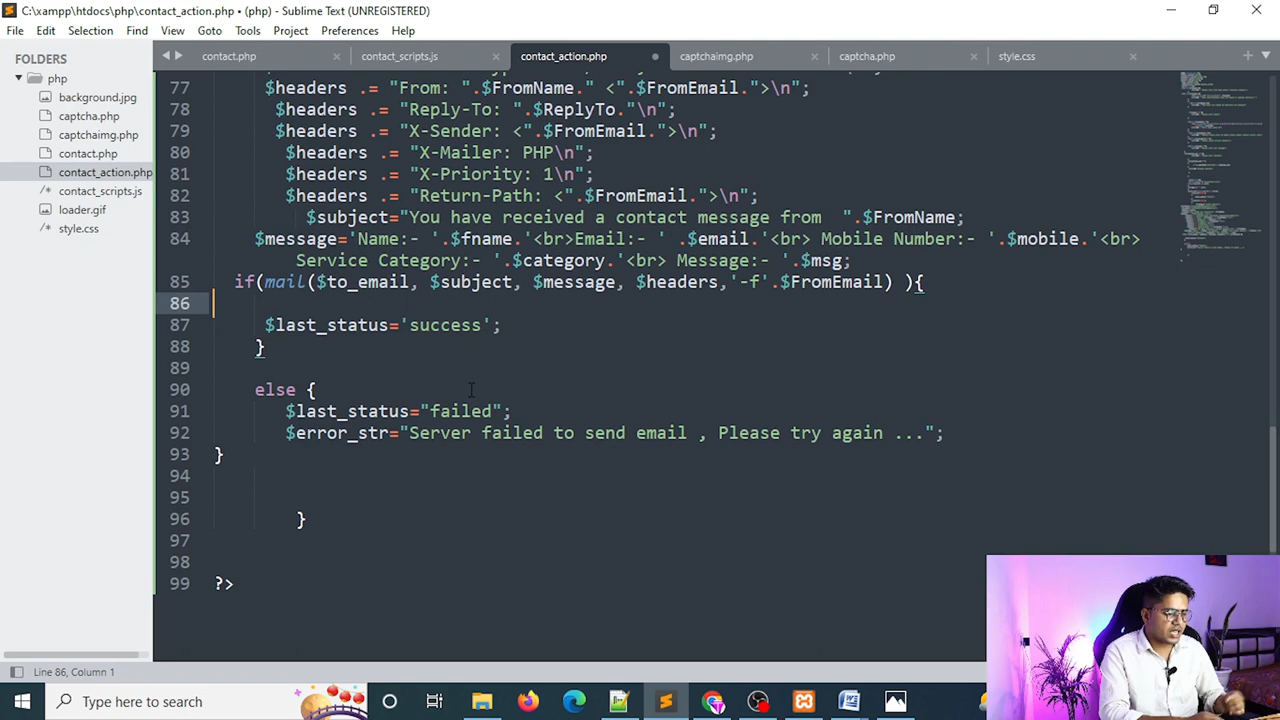 C:\xampp\htdocs\php\contact_action.php • (php) - Sublime Text (UNREGISTERED)
File Edit Selection Find View Goto Tools Project Preferences Help
FOLDERS
php
background.jpg
captcha.php
captchaimg.php
contact.php
contact_action.php
contact_scripts.js
loader.gif
style.css
contact.php contact_scripts.js contact_action.php captchaimg.php captcha.php style.css
77 $headers .= "From: ".$FromName." <".$FromEmail.">\n";
78 $headers .= "Reply-To: ".$ReplyTo."\n";
79 $headers .= "X-Sender: <".$FromEmail.">\n";
80 $headers .= "X-Mailer: PHP\n";
81 $headers .= "X-Priority: 1\n";
82 $headers .= "Return-Path: <".$FromEmail.">\n";
83 $subject="You have received a contact message from  ".$FromName;
84 $message='Name:- '.$fname.'<br>Email:- ' .$email.'<br> Mobile Number:- '.$mobile.'<br>
Service Category:- '.$category.'<br> Message:- '.$msg;
85 if(mail($to_email, $subject, $message, $headers,'-f'.$FromEmail) ){
86
87 $last_status='success';
88 }
89
90 else {
91 $last_status="failed";
92 $error_str="Server failed to send email , Please try again ...";
93 }
94
95
96 }
97
98
99 ?>
Line 86, Column 1
Type here to search